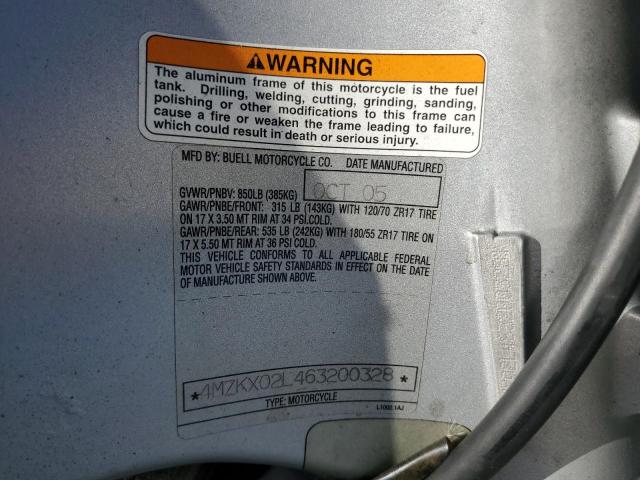 ⚠WARNING
The aluminum frame of this motorcycle is the fuel
tank. Drilling, welding, cutting, grinding, sanding,
polishing or other modifications to this frame can
cause a fire or weaken the frame leading to failure,
which could result in death or serious injury.
MFD BY: BUELL MOTORCYCLE CO. DATE MANUFACTURED
OCT 05
GVWR/PNBV: 850LB (385KG)
GAWR/PNBE/FRONT: 315 LB (143KG) WITH 120/70 ZR17 TIRE
ON 17 X 3.50 MT RIM AT 34 PSI.COLD.
GAWR/PNBE/REAR: 535 LB (242KG) WITH 180/55 ZR17 TIRE ON
17 X 5.50 MT RIM AT 36 PSI.COLD.
THIS VEHICLE CONFORMS TO ALL APPLICABLE FEDERAL
MOTOR VEHICLE SAFETY STANDARDS IN EFFECT ON THE DATE
OF MANUFACTURE SHOWN ABOVE.
*4MZKX02L463200328*
TYPE: MOTORCYCLE